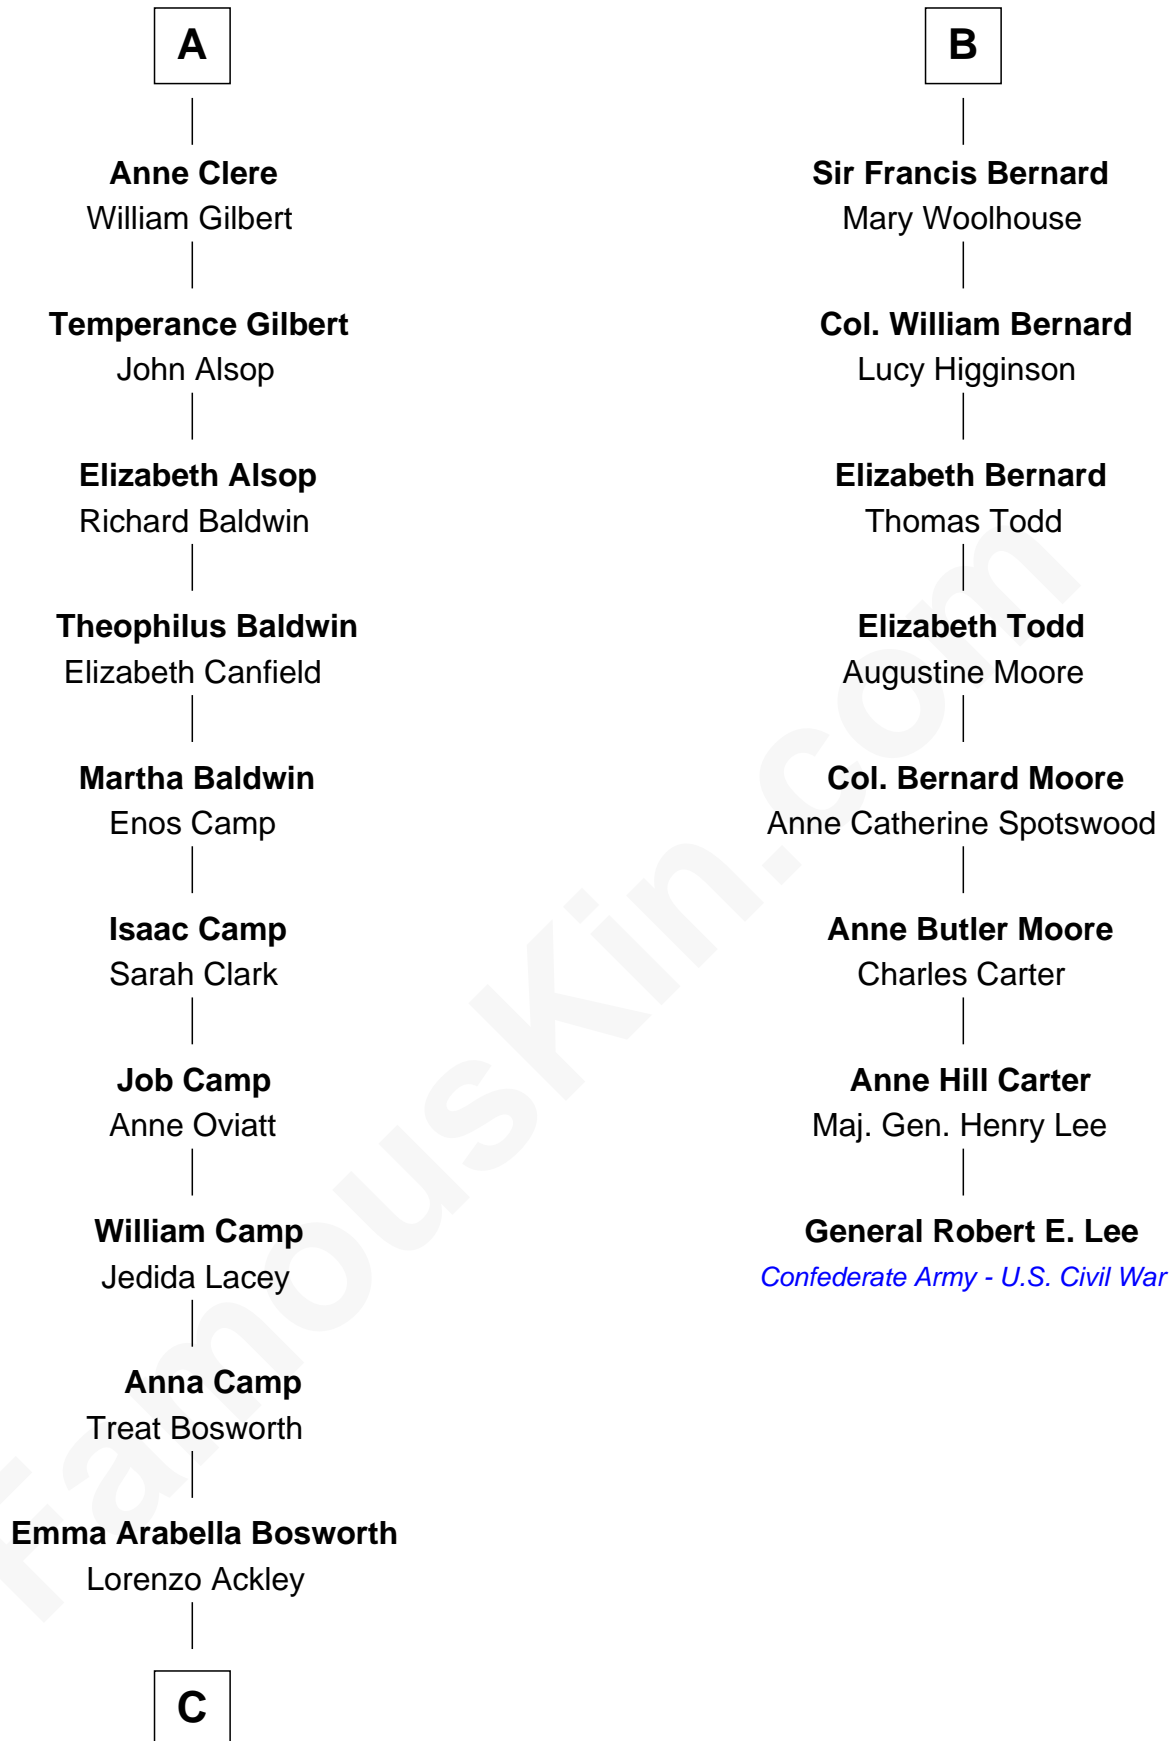 A
Anne Clere
William Gilbert
Temperance Gilbert
John Alsop
Elizabeth Alsop
Richard Baldwin
Theophilus Baldwin
Elizabeth Canfield
Martha Baldwin
Enos Camp
Isaac Camp
Sarah Clark
Job Camp
Anne Oviatt
William Camp
Jedida Lacey
Anna Camp
Treat Bosworth
Emma Arabella Bosworth
Lorenzo Ackley
C
B
Sir Francis Bernard
Mary Woolhouse
Col. William Bernard
Lucy Higginson
Elizabeth Bernard
Thomas Todd
Elizabeth Todd
Augustine Moore
Col. Bernard Moore
Anne Catherine Spotswood
Anne Butler Moore
Charles Carter
Anne Hill Carter
Maj. Gen. Henry Lee
General Robert E. Lee
Confederate Army - U.S. Civil War
FamousKin.com